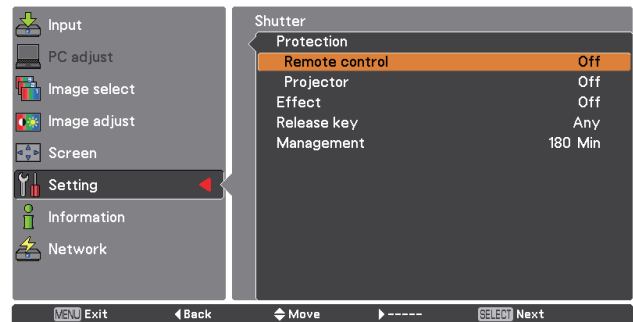 Input
PC adjust
Image select
Image adjust
Screen
Setting
Information
Network
Shutter
Protection
Remote control Off
Projector Off
Effect Off
Release key Any
Management 180 Min
MENU Exit Back Move ----- SELECT Next